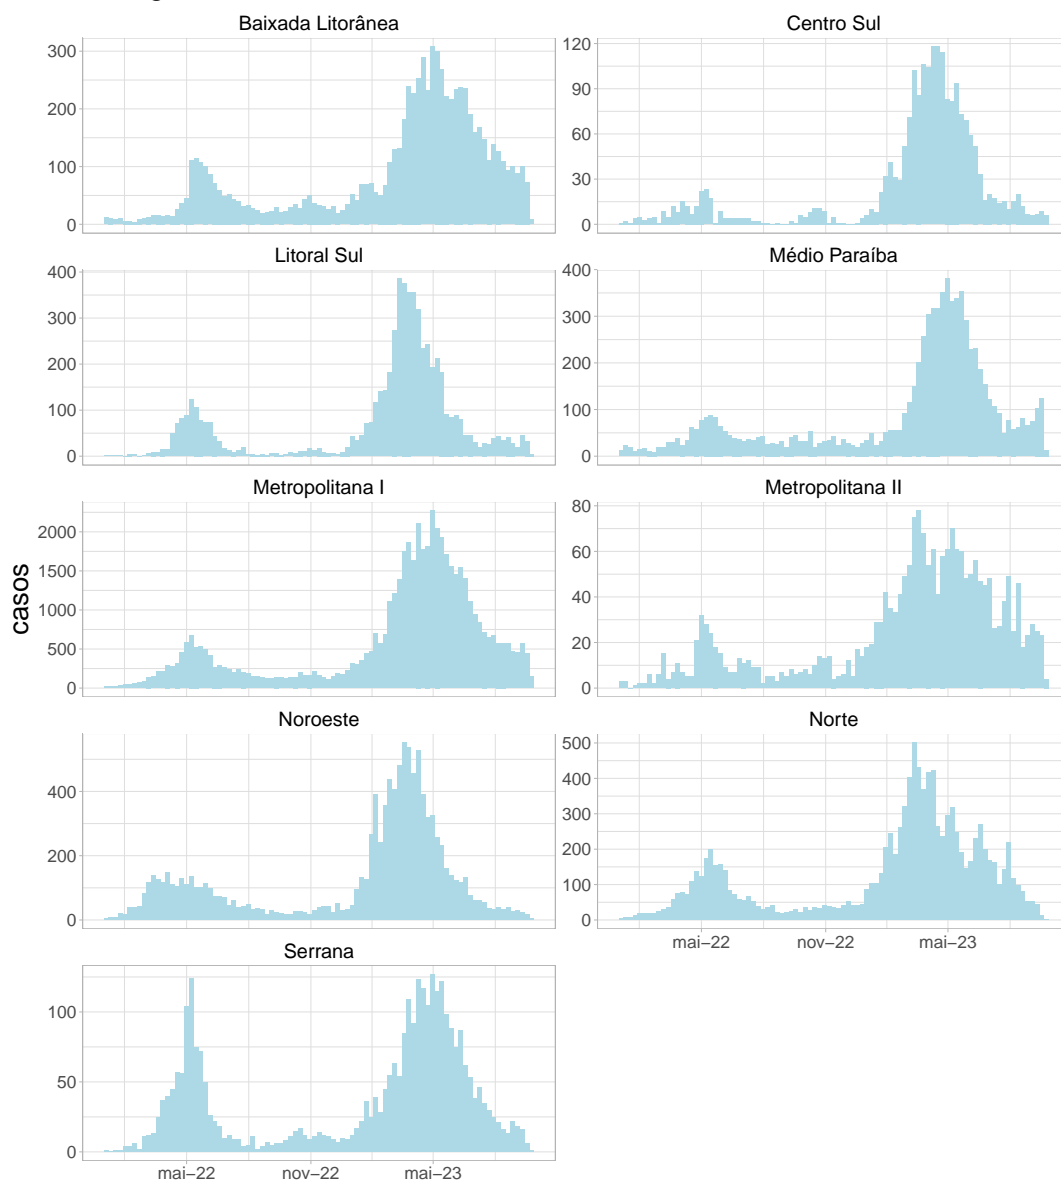 Baixada Litorânea
Centro Sul
300
200
100
0
120
90
60
30
0
Litoral Sul
Médio Paraíba
400
300
200
100
0
400
300
200
100
0
Metropolitana I
Metropolitana II
2000
1500
1000
500
0
80
60
40
20
0
casos
Noroeste
Norte
400
200
0
500
400
300
200
100
0
mai–22
nov–22
mai–23
Serrana
100
50
0
mai–22
nov–22
mai–23